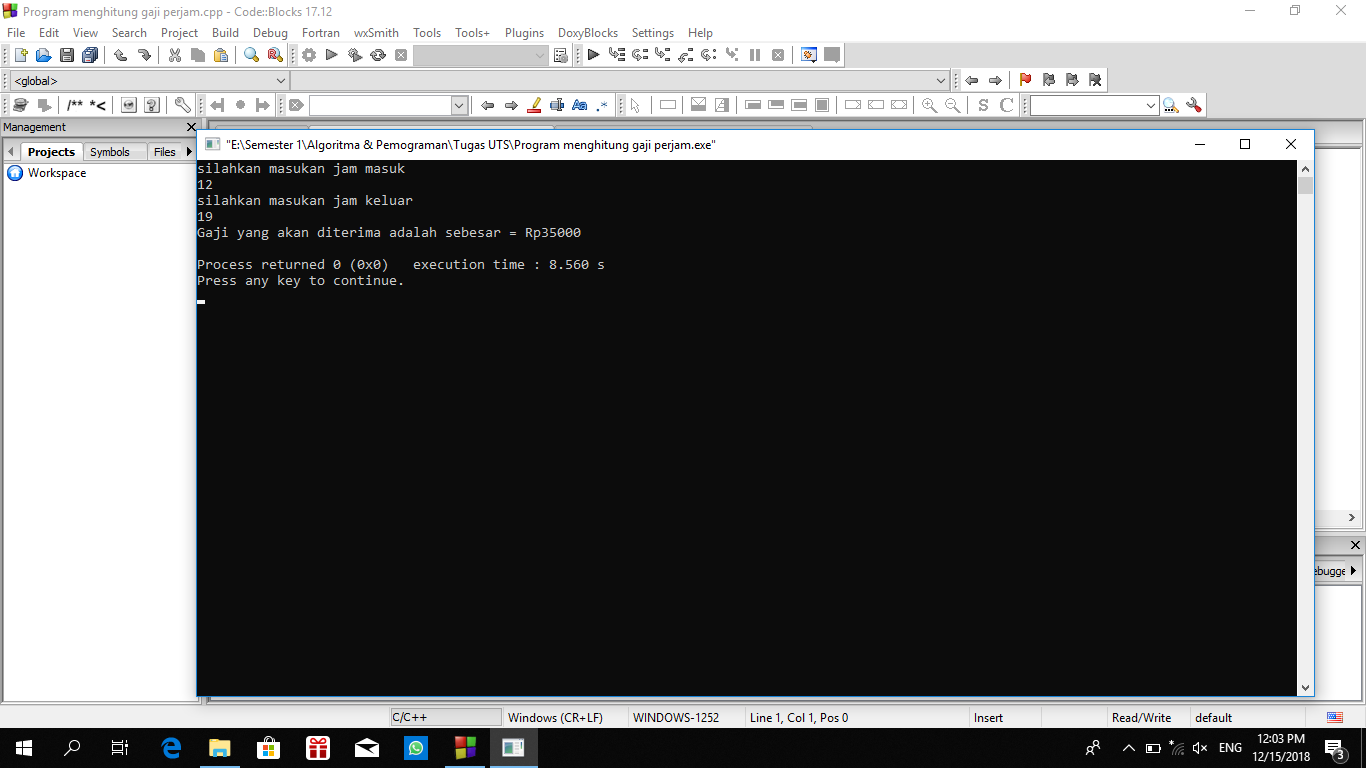 Program menghitung gaji perjam.cpp - Code::Blocks 17.12
File Edit View Search Project Build Debug Fortran wxSmith Tools Tools+ Plugins DoxyBlocks Settings Help
<global>
/** *<
Aa .*
S C
Management
Projects Symbols Files
Workspace
"E:\Semester 1\Algoritma & Pemograman\Tugas UTS\Program menghitung gaji perjam.exe"
silahkan masukan jam masuk
12
silahkan masukan jam keluar
19
Gaji yang akan diterima adalah sebesar = Rp35000
Process returned 0 (0x0)   execution time : 8.560 s
Press any key to continue.
ebugge
C/C++ Windows (CR+LF) WINDOWS-1252 Line 1, Col 1, Pos 0 Insert Read/Write default
ENG
12:03 PM
12/15/2018
3